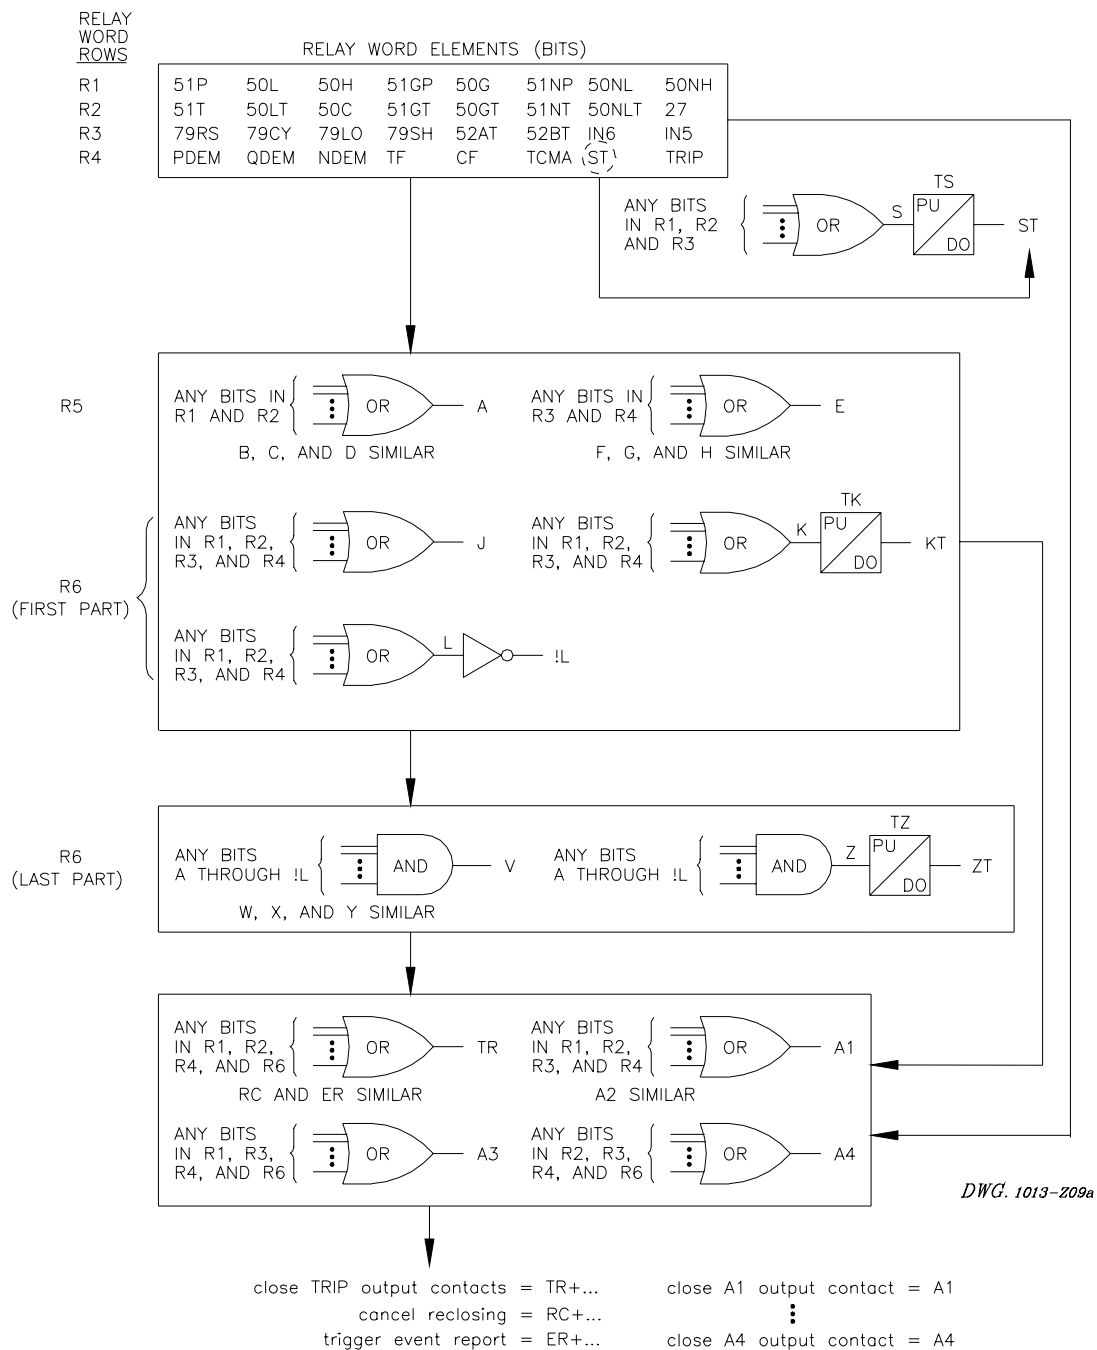 RELAY
WORD
ROWS
RELAY WORD ELEMENTS (BITS)
R1 51P 50L 50H 51GP 50G 51NP 50NL 50NH
R2 51T 50LT 50C 51GT 50GT 51NT 50NLT 27
R3 79RS 79CY 79LO 79SH 52AT 52BT IN6 IN5
R4 PDEM QDEM NDEM TF CF TCMA ST TRIP
ANY BITS
IN R1, R2
AND R3
OR
S
TS
PU
DO
ST
R5
ANY BITS IN
R1 AND R2
OR
A
B, C, AND D SIMILAR
ANY BITS IN
R3 AND R4
OR
E
F, G, AND H SIMILAR
R6
(FIRST PART)
ANY BITS
IN R1, R2,
R3, AND R4
OR
J
ANY BITS
IN R1, R2,
R3, AND R4
OR
K
TK
PU
DO
KT
ANY BITS
IN R1, R2,
R3, AND R4
OR
L
!L
R6
(LAST PART)
ANY BITS
A THROUGH !L
AND
V
W, X, AND Y SIMILAR
ANY BITS
A THROUGH !L
AND
Z
TZ
PU
DO
ZT
ANY BITS
IN R1, R2,
R4, AND R6
OR
TR
RC AND ER SIMILAR
ANY BITS
IN R1, R2,
R3, AND R4
OR
A1
A2 SIMILAR
ANY BITS
IN R1, R3,
R4, AND R6
OR
A3
ANY BITS
IN R2, R3,
R4, AND R6
OR
A4
DWG. 1013-Z09a
close TRIP output contacts = TR+...
cancel reclosing = RC+...
trigger event report = ER+...
close A1 output contact = A1
close A4 output contact = A4